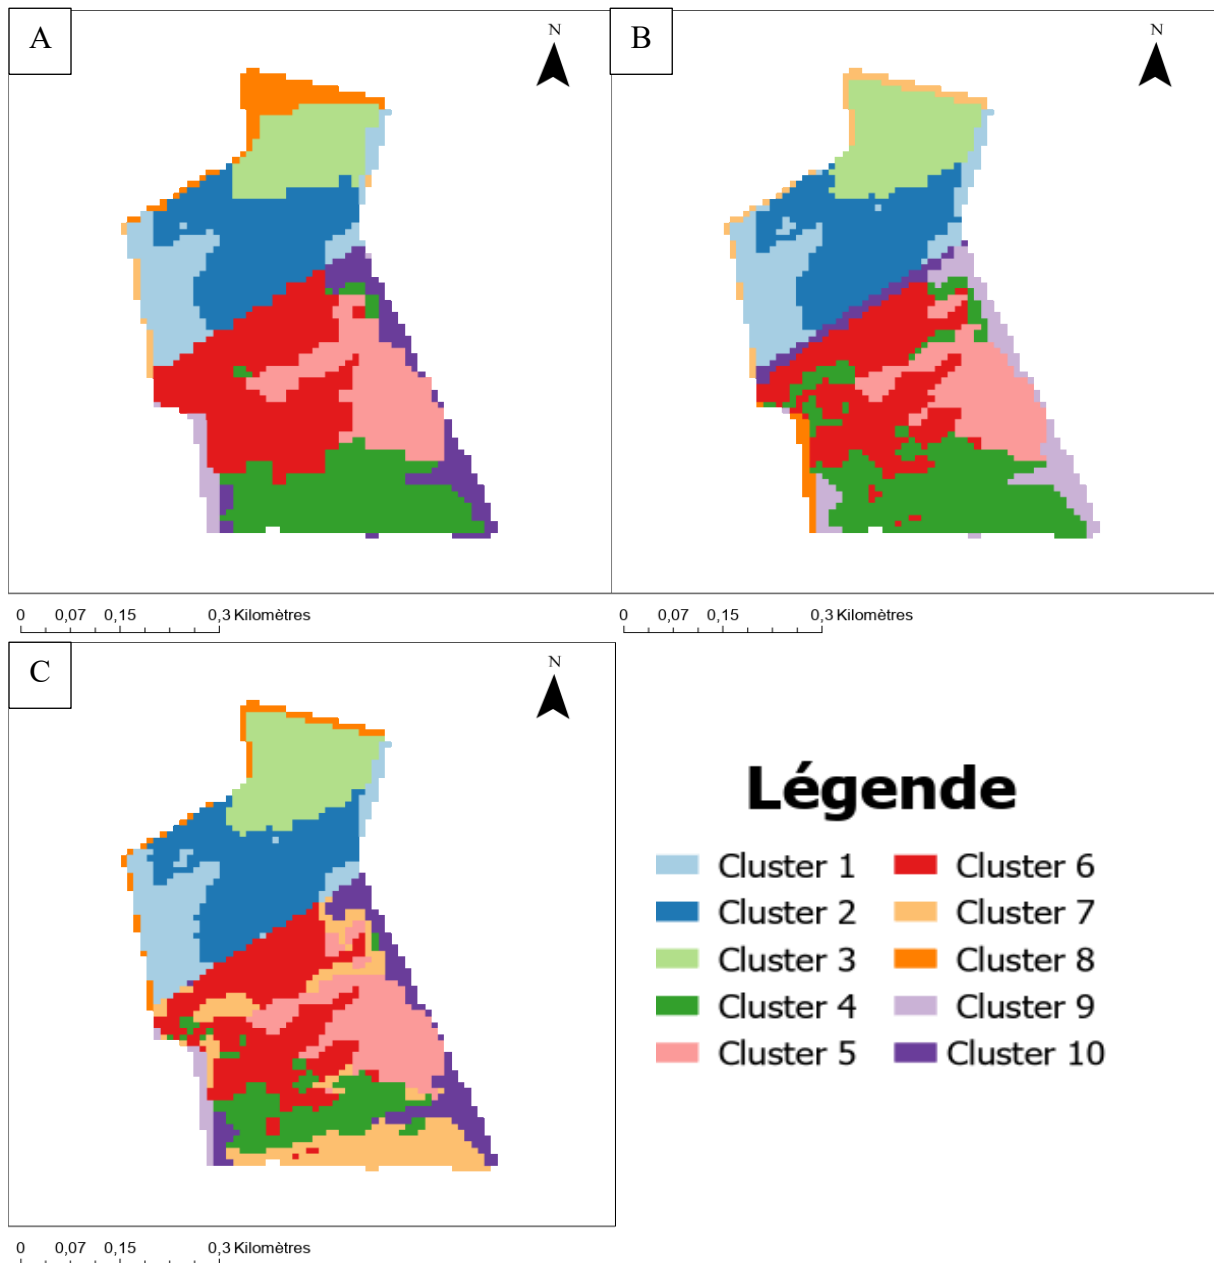 A
N
B
N
0 0,07 0,15 0,3 Kilomètres
0 0,07 0,15 0,3 Kilomètres
C
N
Légende
Cluster 1
Cluster 6
Cluster 2
Cluster 7
Cluster 3
Cluster 8
Cluster 4
Cluster 9
Cluster 5
Cluster 10
0 0,07 0,15 0,3 Kilomètres